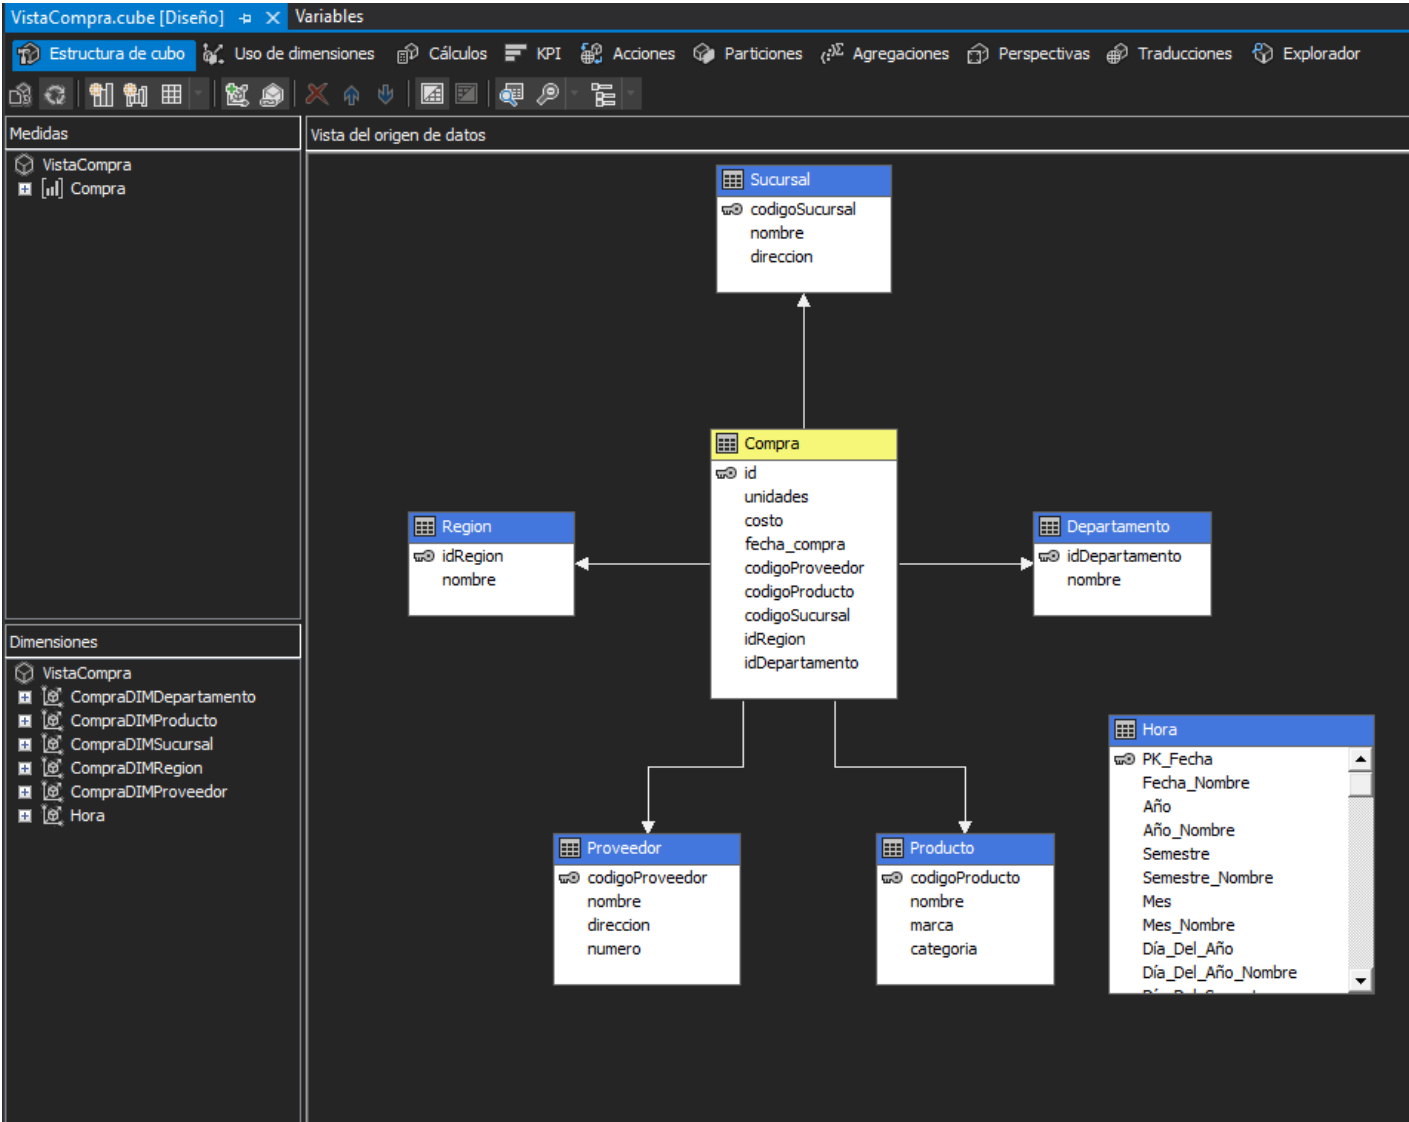 VistaCompra.cube [Diseño] Variables
Estructura de cubo Uso de dimensiones Cálculos KPI Acciones Particiones Agregaciones Perspectivas Traducciones Explorador
Medidas
VistaCompra
Compra
Dimensiones
VistaCompra
CompraDIMDepartamento
CompraDIMProducto
CompraDIMSucursal
CompraDIMRegion
CompraDIMProveedor
Hora
Vista del origen de datos
Sucursal
codigoSucursal
nombre
direccion
Compra
id
unidades
costo
fecha_compra
codigoProveedor
codigoProducto
codigoSucursal
idRegion
idDepartamento
Region
idRegion
nombre
Departamento
idDepartamento
nombre
Proveedor
codigoProveedor
nombre
direccion
numero
Producto
codigoProducto
nombre
marca
categoria
Hora
PK_Fecha
Fecha_Nombre
Año
Año_Nombre
Semestre
Semestre_Nombre
Mes
Mes_Nombre
Día_Del_Año
Día_Del_Año_Nombre